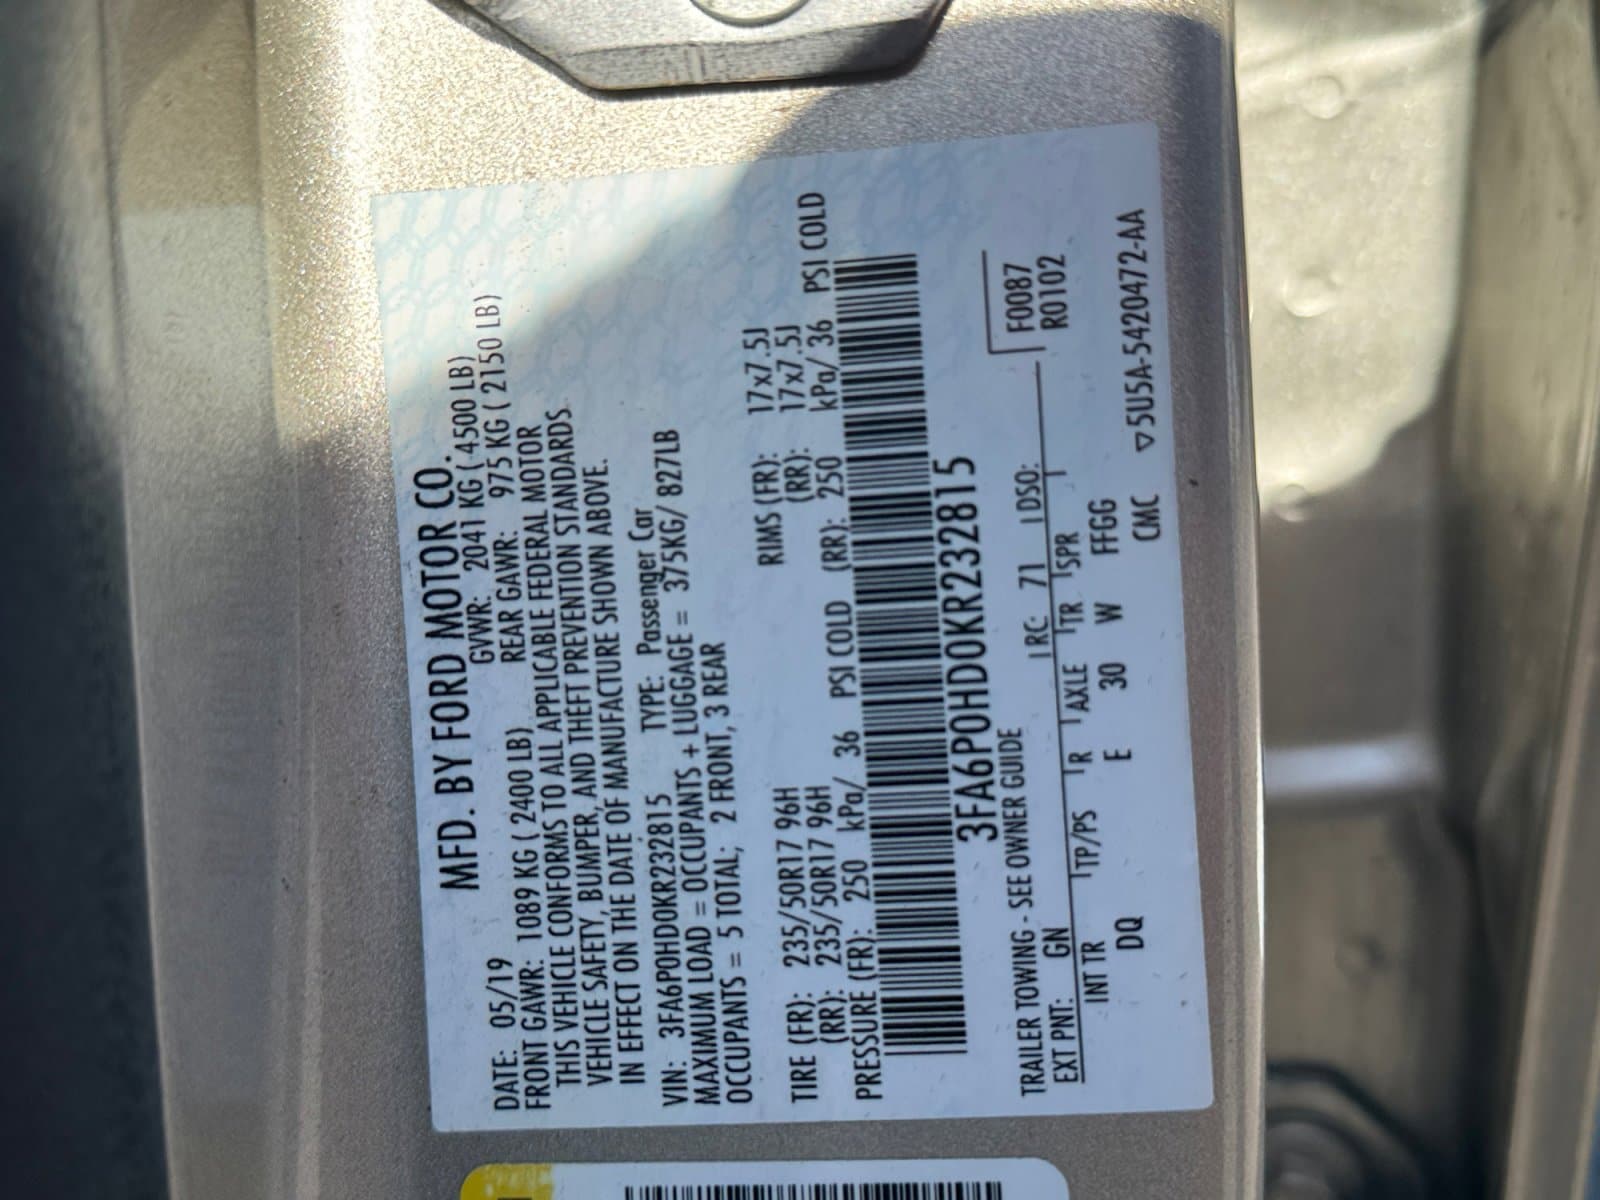 MFD. BY FORD MOTOR CO.
DATE: 05/19 GVWR: 2041 KG ( 4500 LB)
FRONT GAWR: 1089 KG ( 2400 LB) REAR GAWR: 975 KG ( 2150 LB)
THIS VEHICLE CONFORMS TO ALL APPLICABLE FEDERAL MOTOR
VEHICLE SAFETY, BUMPER, AND THEFT PREVENTION STANDARDS
IN EFFECT ON THE DATE OF MANUFACTURE SHOWN ABOVE.
VIN: 3FA6P0HD0KR232815 TYPE: Passenger Car
MAXIMUM LOAD = OCCUPANTS + LUGGAGE = 375KG/ 827LB
OCCUPANTS = 5 TOTAL; 2 FRONT, 3 REAR
TIRE (FR): 235/50R17 96H RIMS (FR): 17x7.5J
(RR): 235/50R17 96H (RR): 17x7.5J
PRESSURE (FR): 250 kPa/ 36 PSI COLD (RR): 250 kPa/ 36 PSI COLD
3FA6P0HD0KR232815
TRAILER TOWING - SEE OWNER GUIDE F0087
EXT PNT: GN RC: 71 DSO: R0102
INT TR TP/PS R AXLE TR SPR
DQ E 30 W FFGG
CMC ▽5U5A-5420472-AA